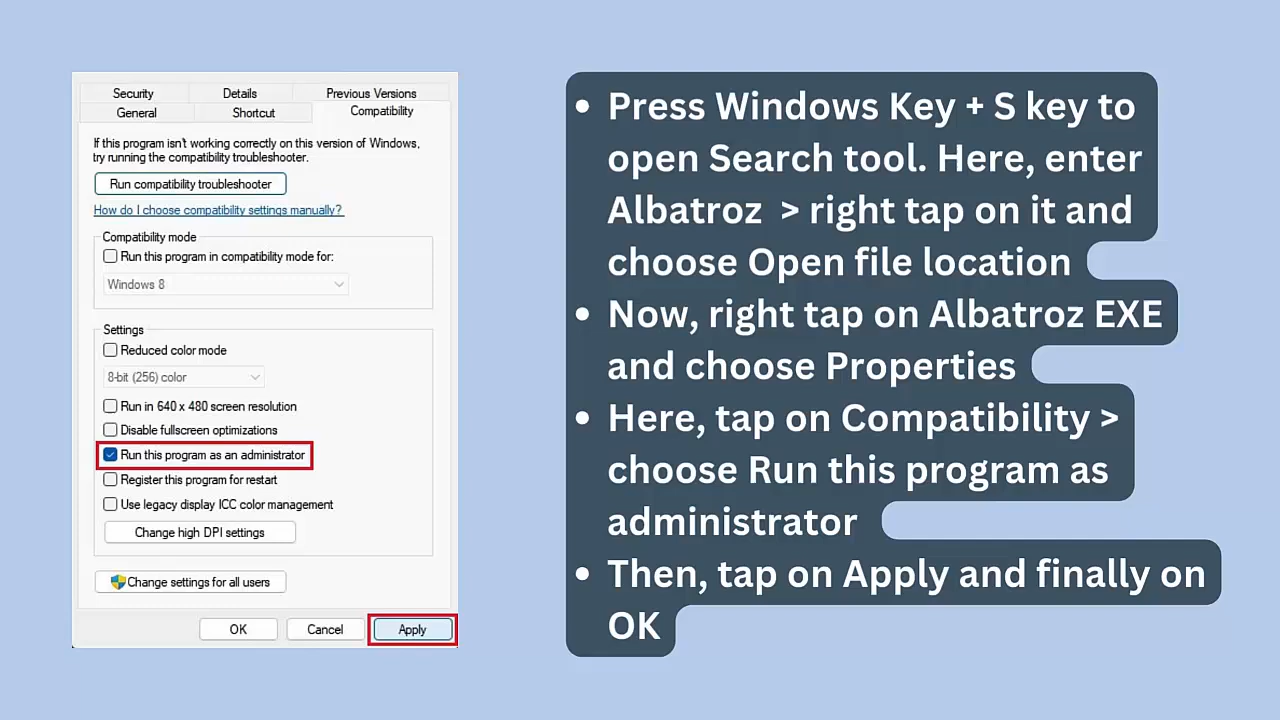 Security Details Previous Versions
General Shortcut Compatibility
If this program isn't working correctly on this version of Windows,
try running the compatibility troubleshooter.
Run compatibility troubleshooter
How do I choose compatibility settings manually?
Compatibility mode
Run this program in compatibility mode for:
Windows 8
Settings
Reduced color mode
8-bit (256) color
Run in 640 x 480 screen resolution
Disable fullscreen optimizations
Run this program as an administrator
Register this program for restart
Use legacy display ICC color management
Change high DPI settings
Change settings for all users
OK Cancel Apply
• Press Windows Key + S key to
open Search tool. Here, enter
Albatroz > right tap on it and
choose Open file location
• Now, right tap on Albatroz EXE
and choose Properties
• Here, tap on Compatibility >
choose Run this program as
administrator
• Then, tap on Apply and finally on
OK